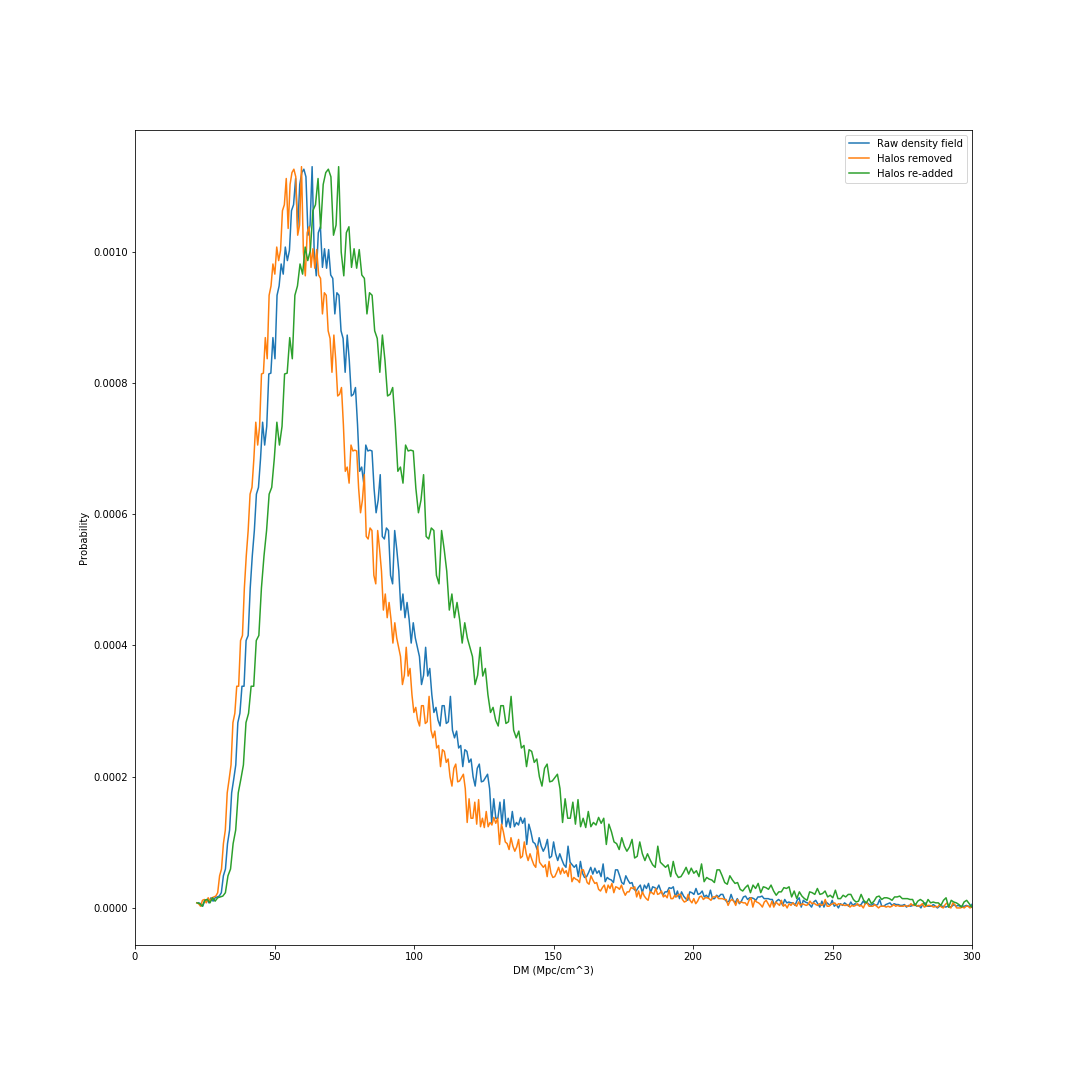 Raw density field
Halos removed
Halos re-added
0.0010
0.0008
0.0006
0.0004
0.0002
0.0000
Probability
0 50 100 150 200 250 300
DM (Mpc/cm^3)